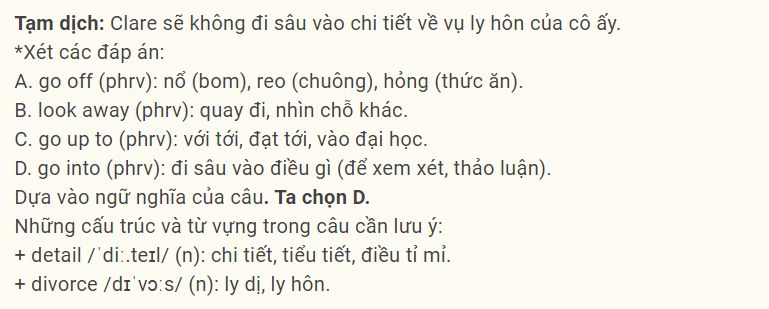 Tạm dịch: Clare sẽ không đi sâu vào chi tiết về vụ ly hôn của cô ấy.
*Xét các đáp án:
A. go off (phrv): nổ (bom), reo (chuông), hỏng (thức ăn).
B. look away (phrv): quay đi, nhìn chỗ khác.
C. go up to (phrv): với tới, đạt tới, vào đại học.
D. go into (phrv): đi sâu vào điều gì (để xem xét, thảo luận).
Dựa vào ngữ nghĩa của câu. Ta chọn D.
Những cấu trúc và từ vựng trong câu cần lưu ý:
+ detail /ˈdiː.teɪl/ (n): chi tiết, tiểu tiết, điều tỉ mỉ.
+ divorce /dɪˈvɔːs/ (n): ly dị, ly hôn.